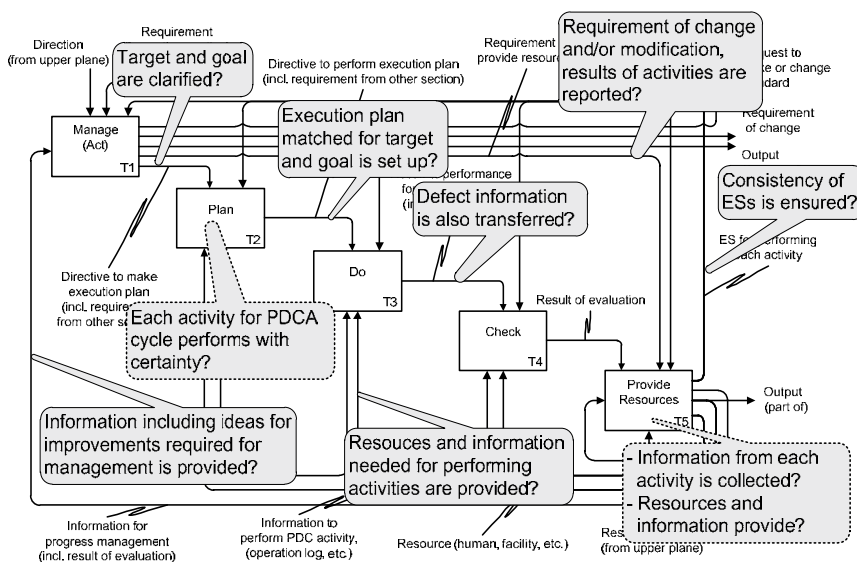 Requirement
Direction
(from upper plane)
Target and goal
are clarified?
Directive to perform execution plan
(incl. requirement from other section)
Requirement
provide resour
Requirement of change
and/or modification,
results of activities are
reported?
quest to
ke or change
ndard
Requirement
of change
Output
Manage
(Act)
T1
Execution plan
matched for target
and goal is set up?
Plan
T2
performance
fo
(in
Defect information
is also transferred?
Consistency of
ESs is ensured?
ES for performing
each activity
Do
T3
Directive to make
execution plan
(incl. require
from other se
Each activity for PDCA
cycle performs with
certainty?
Result of evaluation
Check
T4
Provide
Resources
T5
Output
(part of)
Information including ideas for
improvements required for
management is provided?
Resouces and information
needed for performing
activities are provided?
- Information from each
activity is collected?
- Resources and
information provide?
Information for
progress management
(incl. result of evaluation)
Information to
perform PDC activity,
(operation log, etc.)
Resource (human, facility, etc.)
Res
(from upper plane)